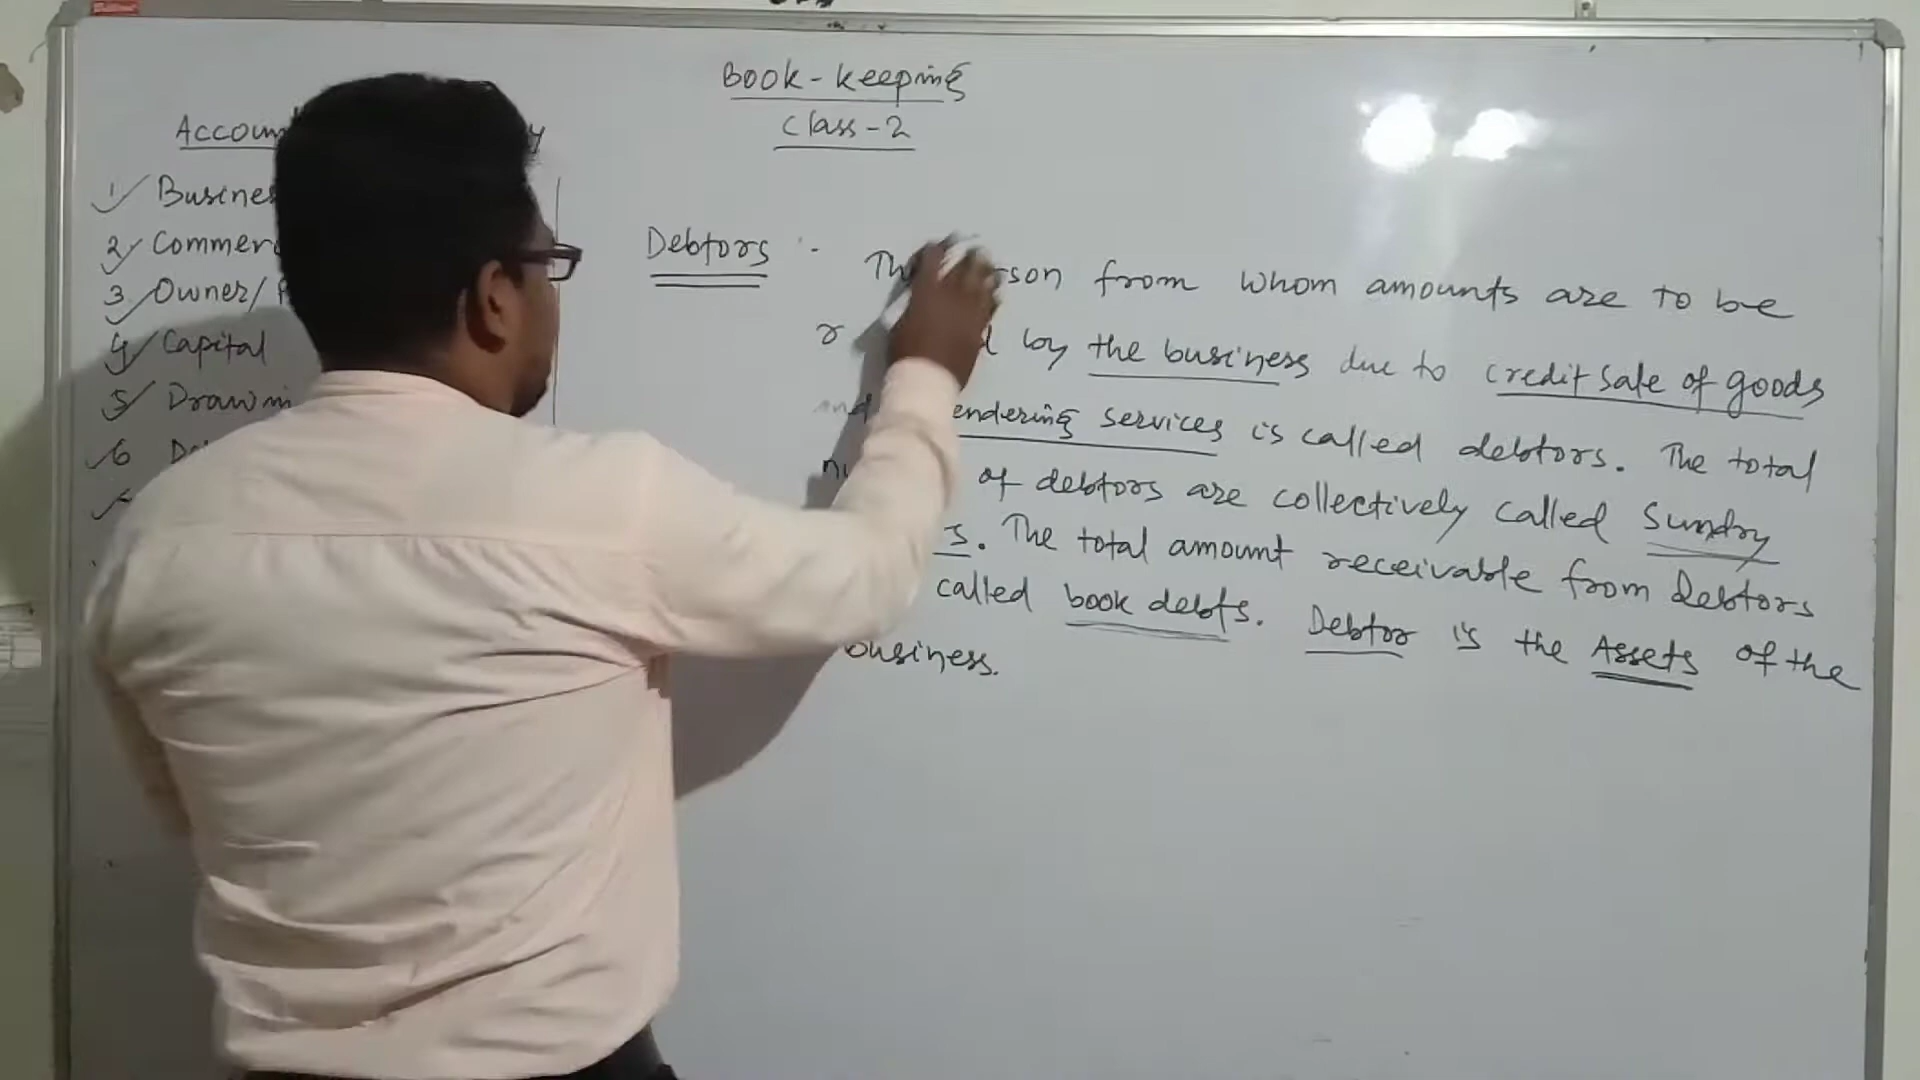 Book-keeping
Class-2
1 Busines
2 Commer
3 Owner/
4 Capital
5 Drawin
6
Debtors :- person from whom amounts are to be
by the business due to credit sale of goods
and rendering services is called debtors. The total
of debtors are collectively called Sundry
s. The total amount receivable from Debtors
called book debts. Debtor is the Assets of the
business.